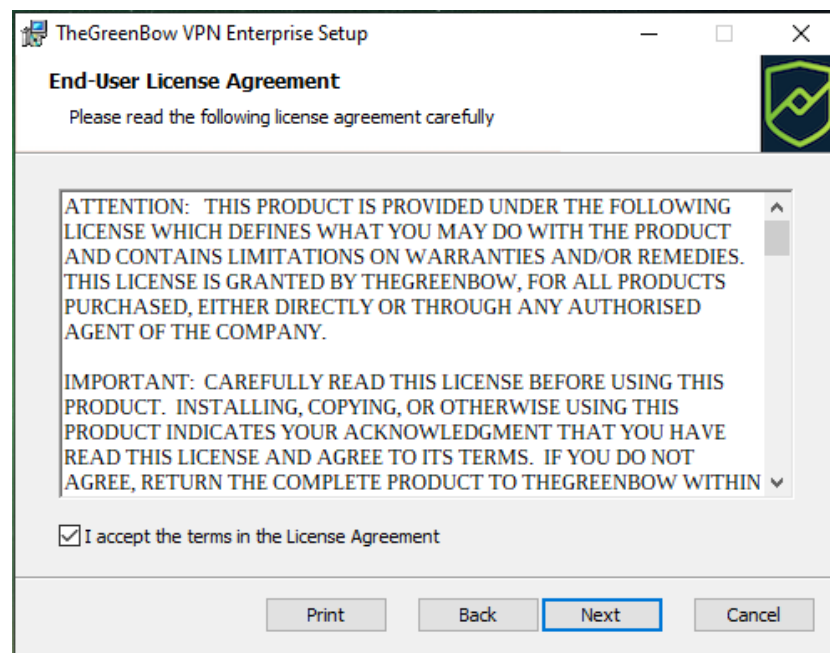 TheGreenBow VPN Enterprise Setup
End-User License Agreement
Please read the following license agreement carefully
ATTENTION:   THIS PRODUCT IS PROVIDED UNDER THE FOLLOWING
LICENSE WHICH DEFINES WHAT YOU MAY DO WITH THE PRODUCT
AND CONTAINS LIMITATIONS ON WARRANTIES AND/OR REMEDIES.
THIS LICENSE IS GRANTED BY THEGREENBOW, FOR ALL PRODUCTS
PURCHASED, EITHER DIRECTLY OR THROUGH ANY AUTHORISED
AGENT OF THE COMPANY.
IMPORTANT:  CAREFULLY READ THIS LICENSE BEFORE USING THIS
PRODUCT.  INSTALLING, COPYING, OR OTHERWISE USING THIS
PRODUCT INDICATES YOUR ACKNOWLEDGMENT THAT YOU HAVE
READ THIS LICENSE AND AGREE TO ITS TERMS.  IF YOU DO NOT
AGREE, RETURN THE COMPLETE PRODUCT TO THEGREENBOW WITHIN
I accept the terms in the License Agreement
Print Back Next Cancel